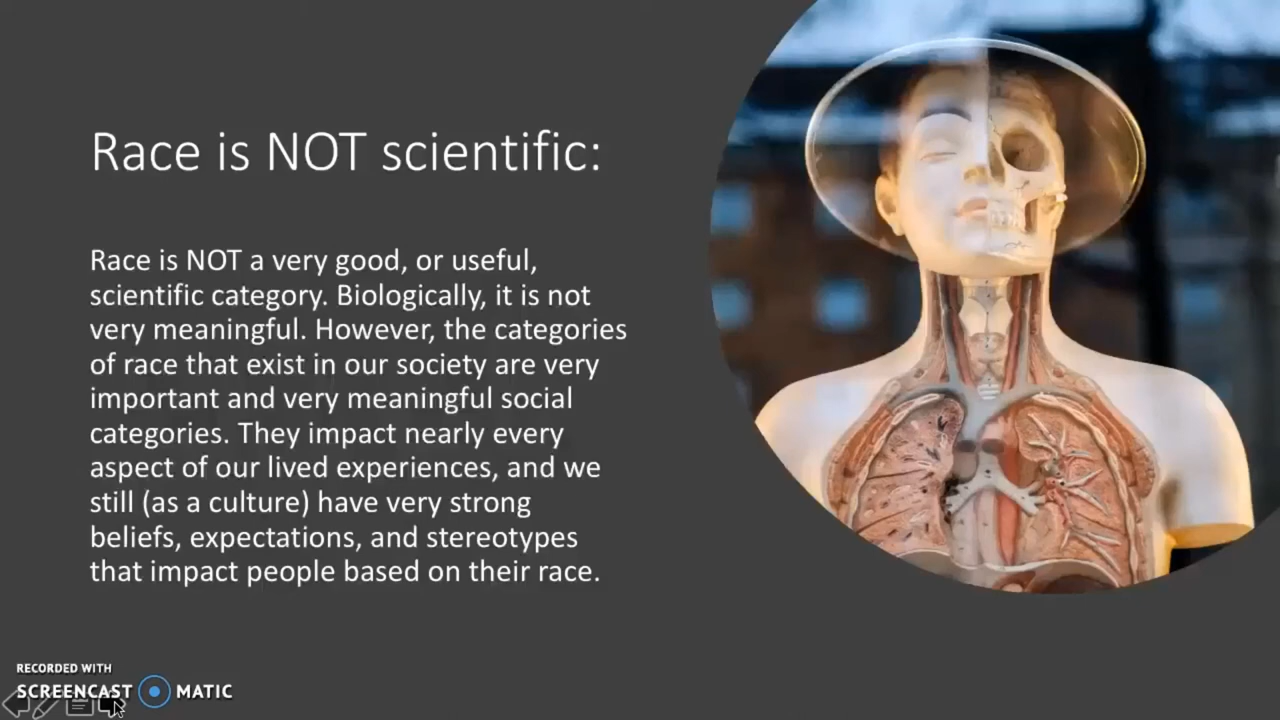 Race is NOT scientific:
Race is NOT a very good, or useful,
scientific category. Biologically, it is not
very meaningful. However, the categories
of race that exist in our society are very
important and very meaningful social
categories. They impact nearly every
aspect of our lived experiences, and we
still (as a culture) have very strong
beliefs, expectations, and stereotypes
that impact people based on their race.
RECORDED WITH
SCREENCAST MATIC